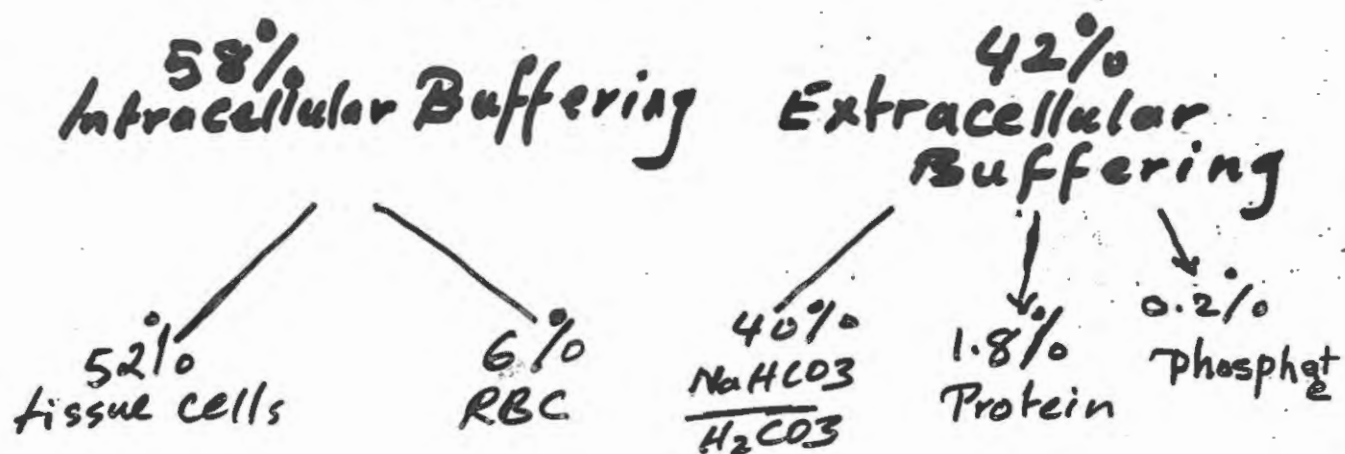 58%
Intracellular Buffering
42%
Extracellular
Buffering
52%
tissue cells
6%
RBC
40%
NaHCO3
H2CO3
1.8%
Protein
0.2%
phosphate